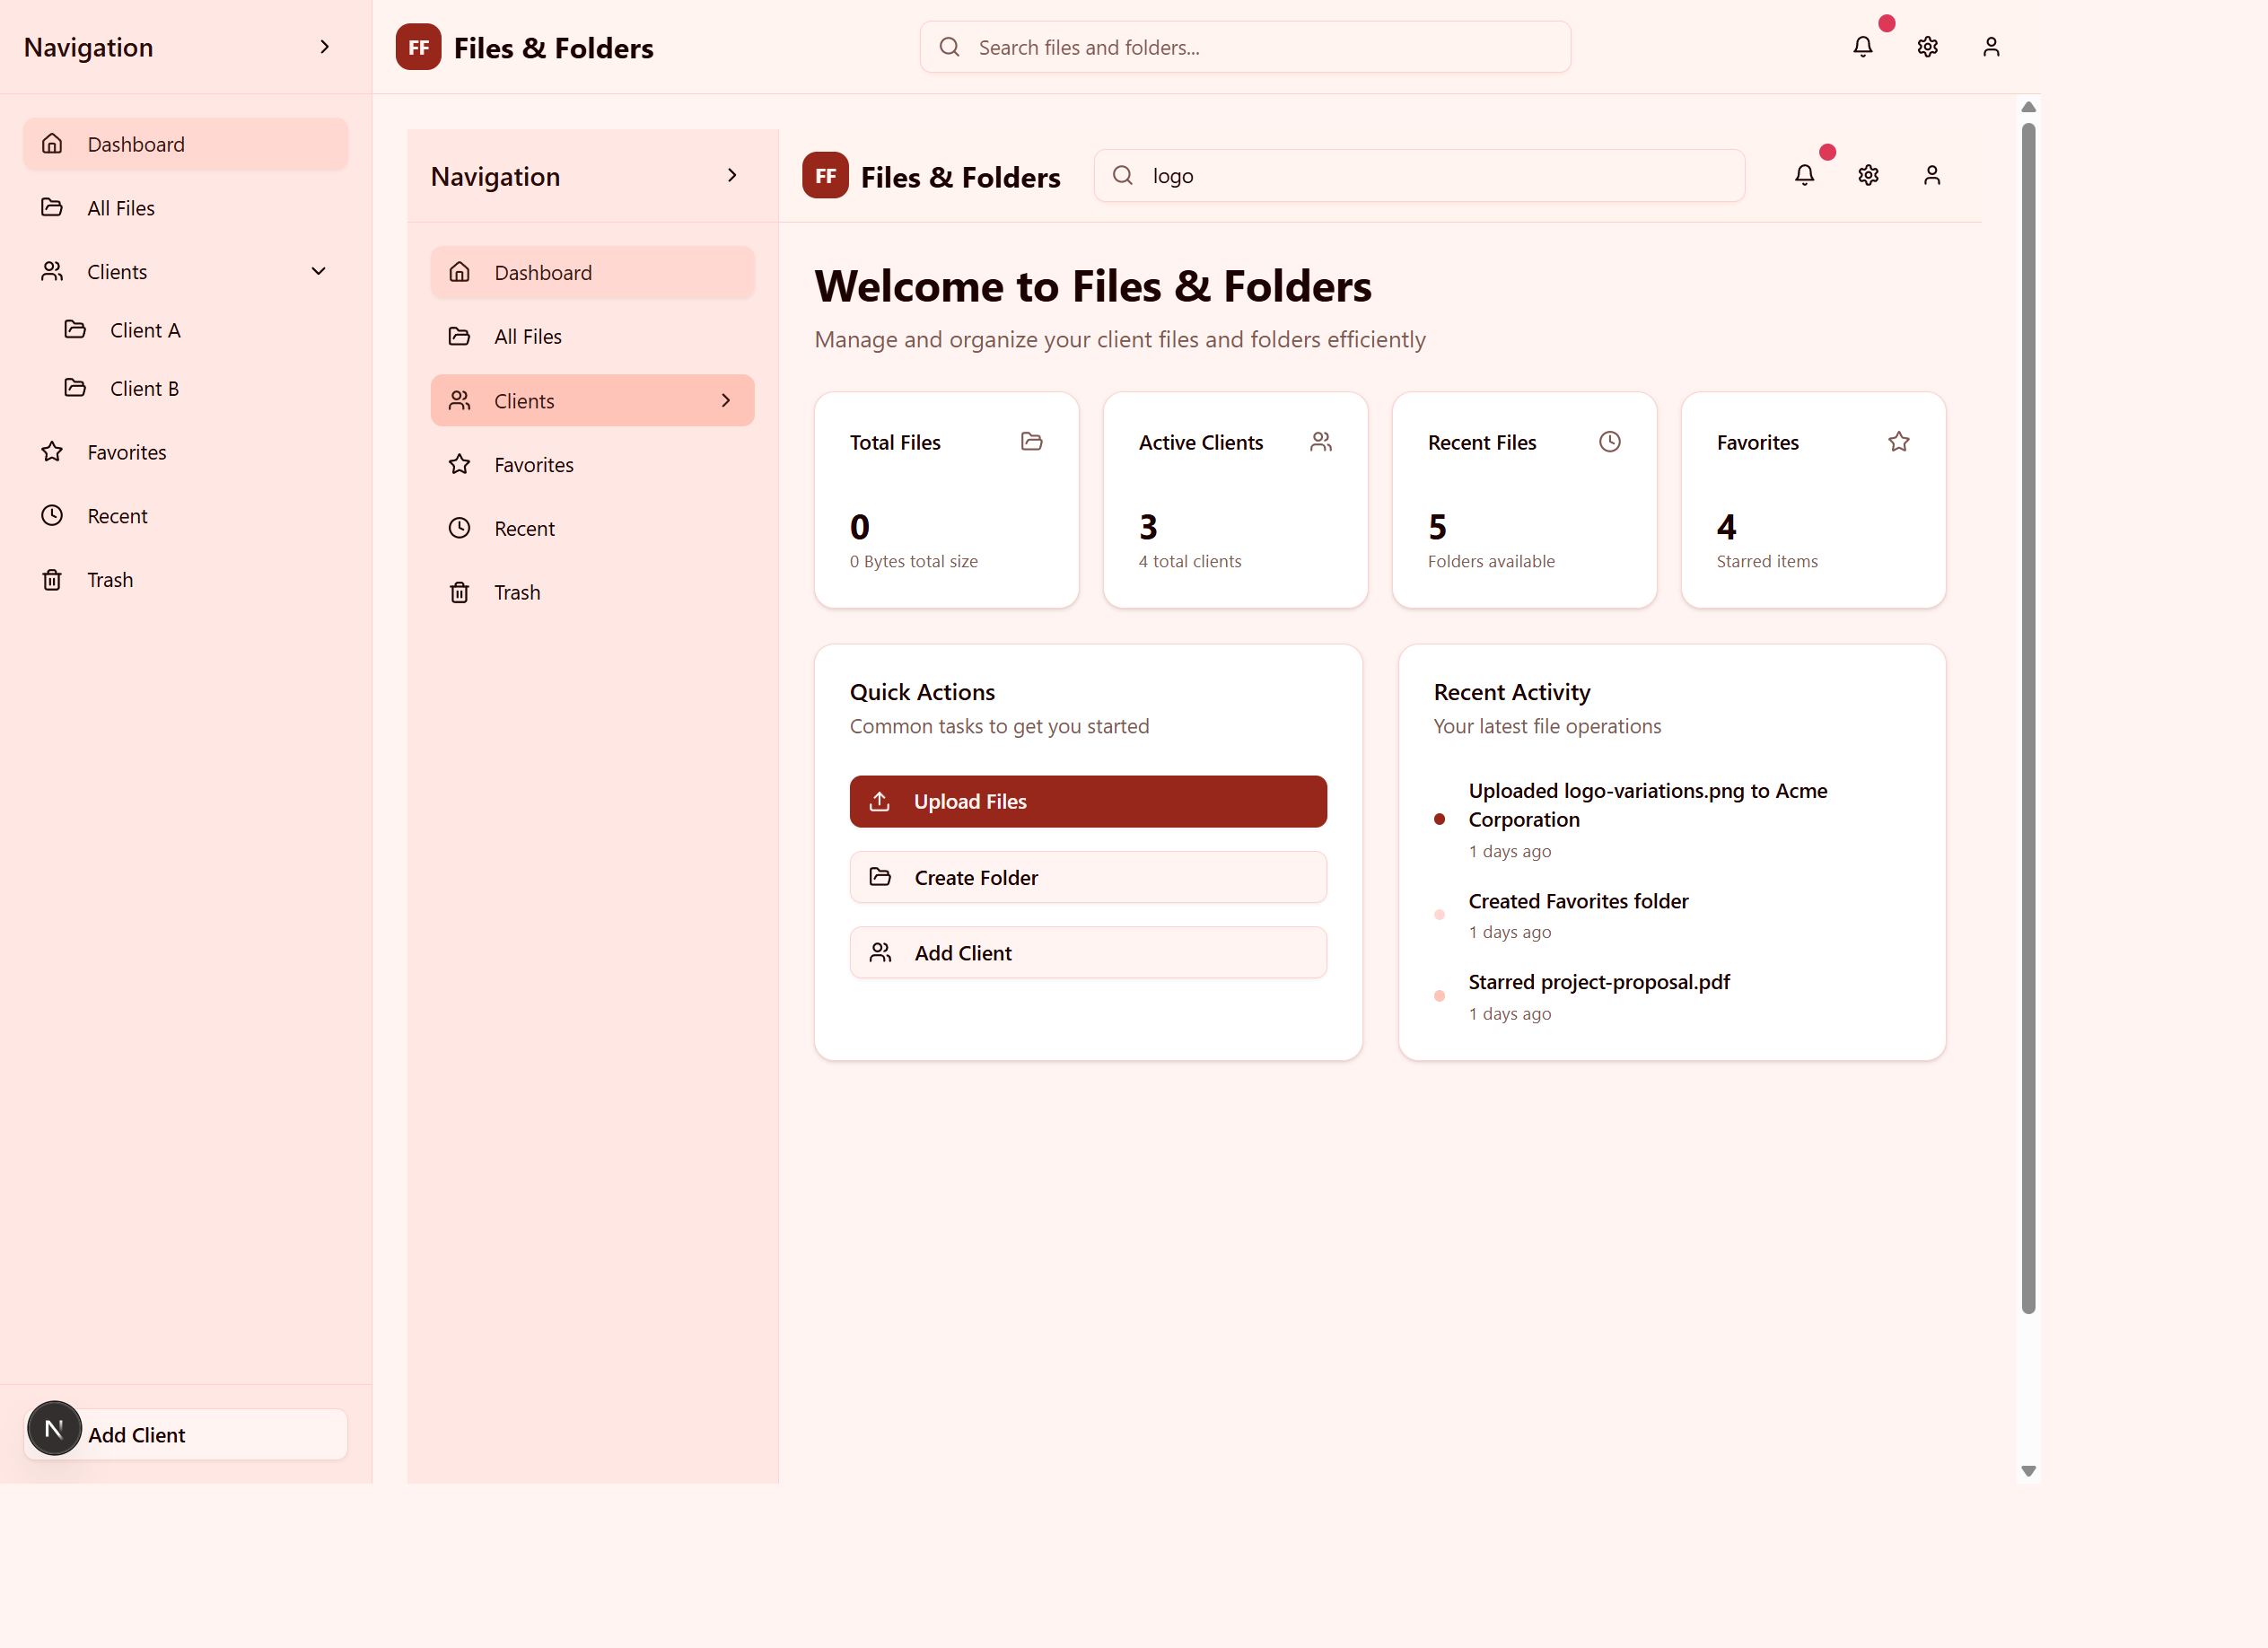 Navigation
FF Files & Folders
Search files and folders...
Dashboard
All Files
Clients
Client A
Client B
Favorites
Recent
Trash
N
Add Client
Navigation
FF Files & Folders
logo
Dashboard
All Files
Clients
Favorites
Recent
Trash
Welcome to Files & Folders
Manage and organize your client files and folders efficiently
Total Files
0
0 Bytes total size
Active Clients
3
4 total clients
Recent Files
5
Folders available
Favorites
4
Starred items
Quick Actions
Common tasks to get you started
Upload Files
Create Folder
Add Client
Recent Activity
Your latest file operations
Uploaded logo-variations.png to Acme
Corporation
1 days ago
Created Favorites folder
1 days ago
Starred project-proposal.pdf
1 days ago